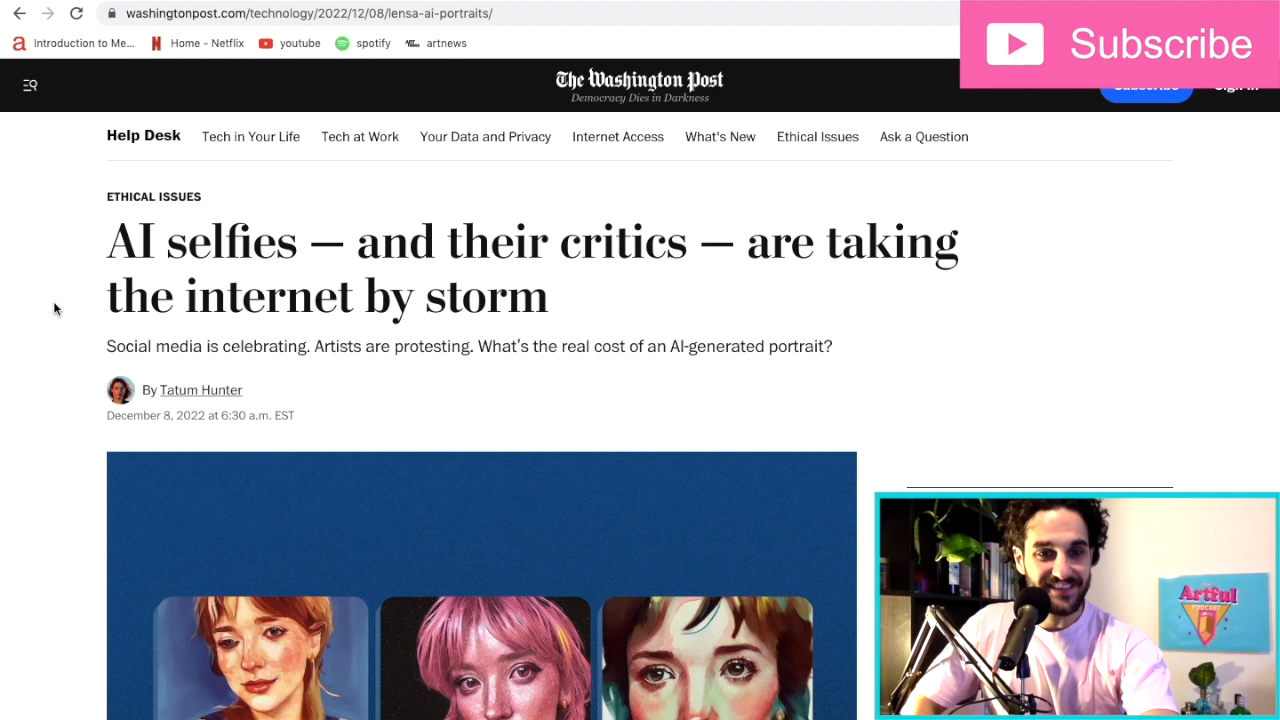 washingtonpost.com/technology/2022/12/08/lensa-ai-portraits/
Subscribe
Introduction to Me... Home - Netflix youtube spotify artnews
The Washington Post
Democracy Dies in Darkness
Subscribe Sign in
Help Desk Tech in Your Life Tech at Work Your Data and Privacy Internet Access What's New Ethical Issues Ask a Question
ETHICAL ISSUES
AI selfies — and their critics — are taking
the internet by storm
Social media is celebrating. Artists are protesting. What's the real cost of an AI-generated portrait?
By Tatum Hunter
December 8, 2022 at 6:30 a.m. EST
Artful
PODCAST